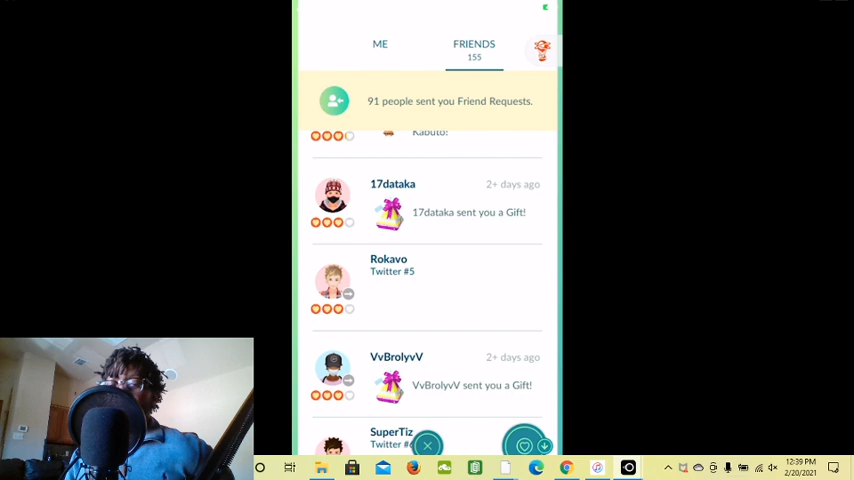 ME
FRIENDS
155
91 people sent you Friend Requests.
Kabuto!
17dataka
2+ days ago
17dataka sent you a Gift!
Rokavo
Twitter #5
VvBrolyvV
2+ days ago
VvBrolyvV sent you a Gift!
SuperTiz
Twitter
12:39 PM
2/20/2021